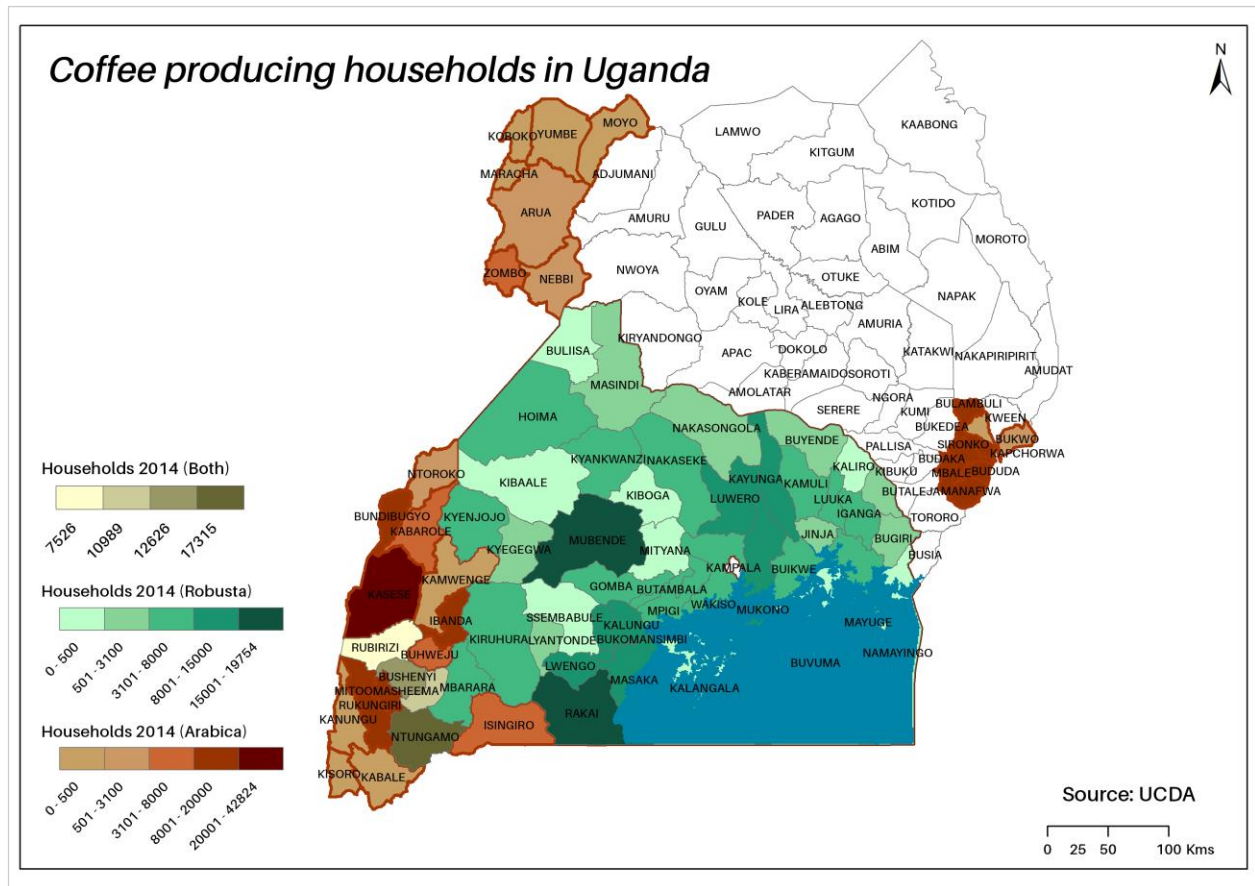 Coffee producing households in Uganda
N
KAABONG
LAMWO
KITGUM
MOYO
YUMBE
KOBOKO
MARACHA
ADJUMANI
KOTIDO
ARUA
AMURU
GULU
PADER
AGAGO
MOROTO
ABIM
ZOMBO
NEBBI
NWOYA
OTUKE
OYAM
KOLE
LIRA
ALEBTONG
NAPAK
AMURIA
KIRYANDONGO
BULIISA
APAC
DOKOLO
KATAKWI
NAKAPIRIPIRIT
AMUDAT
KABERAMAIDO
SOROTI
MASINDI
AMOLATAR
NGORA
BULAMBULI
HOIMA
SERERE
KUMI
KWEEN
NAKASONGOLA
BUKEDEA
BUYENDE
PALLISA
SIRONKO
BUKWO
KAPCHORWA
KYANKWANZI
NAKASEKE
BUDAKA
Households 2014 (Both)
NTOROKO
KALIRO
KIBUKU
MBALE
BUDUDA
KIBAALE
KAYUNGA
KAMULI
KIBOGA
LUWERO
LUUKA
BUTALEJA
MANAFWA
BUNDIBUGYO
KYENJOJO
IGANGA
TORORO
KABAROLE
7526
10989
12626
17315
MUBENDE
JINJA
BUGIRI
KYEGEGWA
MITYANA
BUSIA
KAMPALA
BUIKWE
KAMWENGE
GOMBA
BUTAMBALA
Households 2014 (Robusta)
KASESE
WAKISO
MUKONO
MPIGI
SSEMBABULE
KALUNGU
MAYUGE
IBANDA
KIRUHURA
LYANTONDE
BUKOMANSIMBI
RUBIRIZI
BUHWEJU
NAMAYINGO
0 - 500
501 - 3100
3101 - 8000
8001 - 15000
15001 - 19754
LWENGO
BUVUMA
BUSHENYI
MASAKA
MITOOMA
SHEEMA
MBARARA
KALANGALA
RUKUNGIRI
KANUNGU
RAKAI
ISINGIRO
Households 2014 (Arabica)
NTUNGAMO
KISORO
KABALE
0 - 500
501 - 3100
3101 - 8000
8001 - 20000
20001 - 42824
Source: UCDA
0 25 50 100 Kms